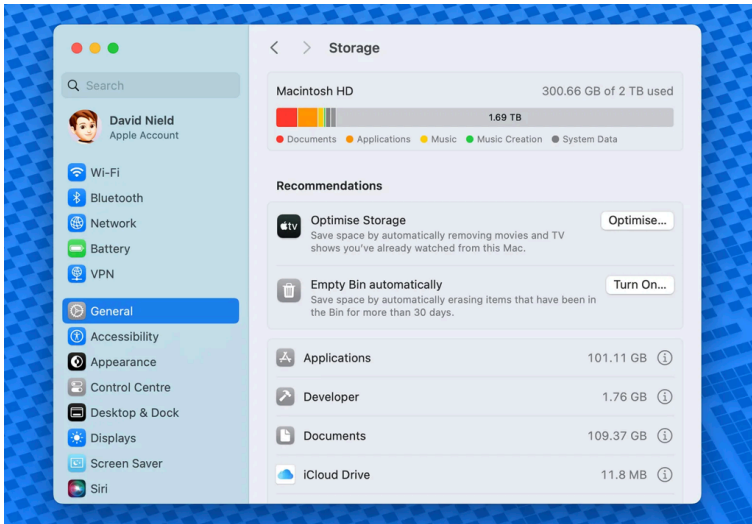 Storage
Search
David Nield
Apple Account
Wi-Fi
Bluetooth
Network
Battery
VPN
General
Accessibility
Appearance
Control Centre
Desktop & Dock
Displays
Screen Saver
Siri
Macintosh HD
300.66 GB of 2 TB used
1.69 TB
Documents
Applications
Music
Music Creation
System Data
Recommendations
tv
Optimise Storage
Save space by automatically removing movies and TV
shows you've already watched from this Mac.
Optimise...
Empty Bin automatically
Save space by automatically erasing items that have been in
the Bin for more than 30 days.
Turn On...
Applications
101.11 GB
Developer
1.76 GB
Documents
109.37 GB
iCloud Drive
11.8 MB